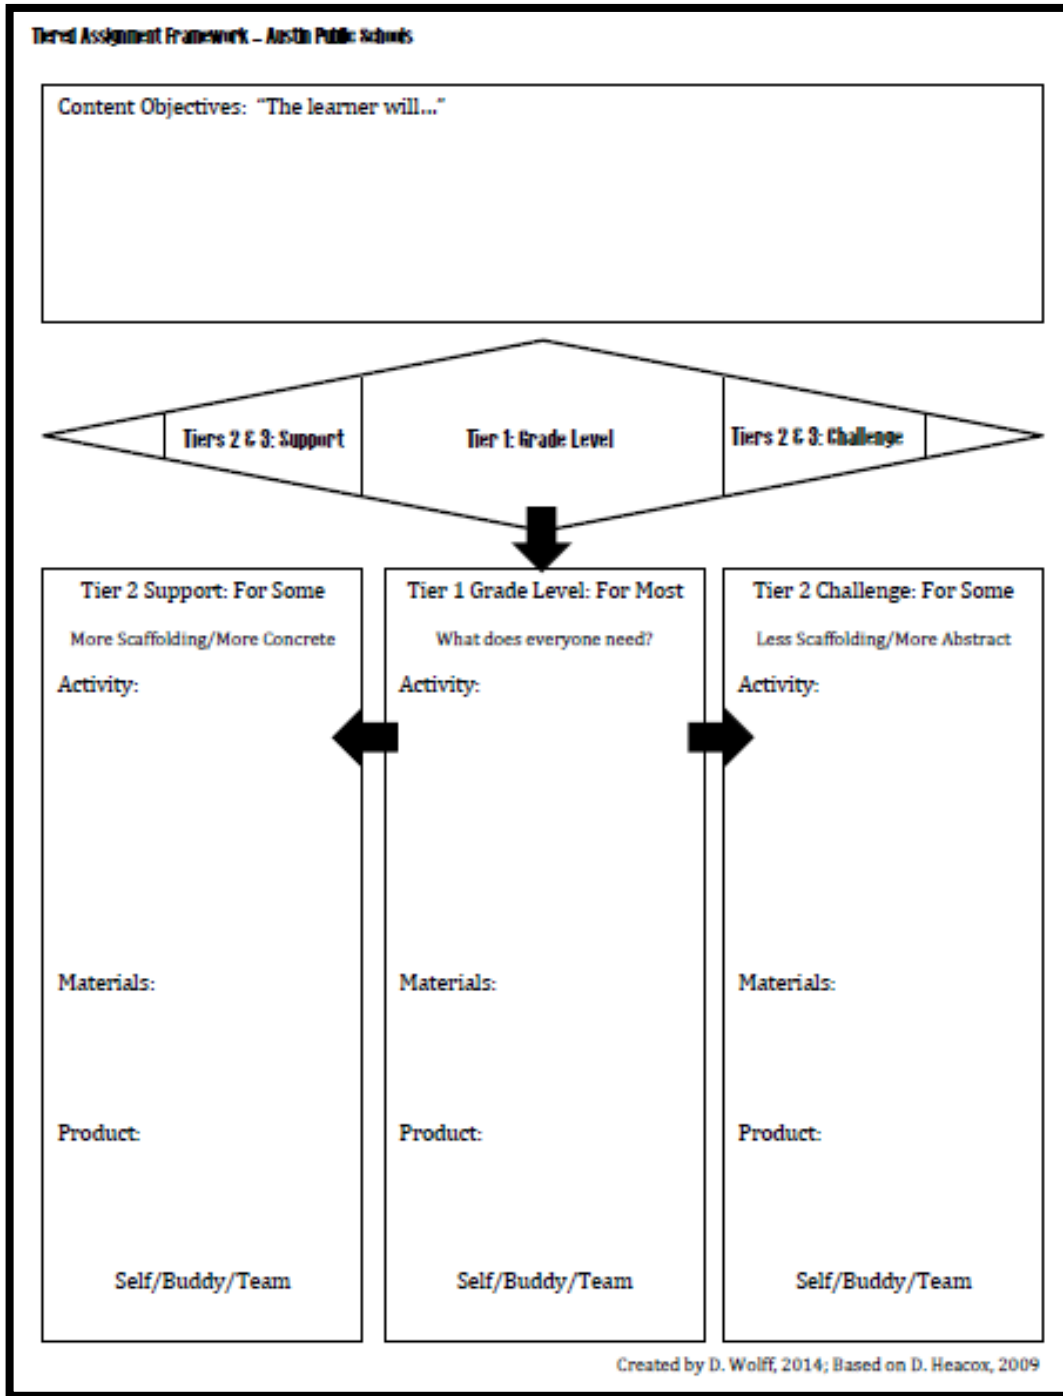 Tiered Assignment Framework – Austin Public Schools
Content Objectives: "The learner will..."
Tiers 2 & 3: Support
Tier 1: Grade Level
Tiers 2 & 3: Challenge
Tier 2 Support: For Some
More Scaffolding/More Concrete
Activity:
Materials:
Product:
Self/Buddy/Team
Tier 1 Grade Level: For Most
What does everyone need?
Activity:
Materials:
Product:
Self/Buddy/Team
Tier 2 Challenge: For Some
Less Scaffolding/More Abstract
Activity:
Materials:
Product:
Self/Buddy/Team
Created by D. Wolff, 2014; Based on D. Heacox, 2009